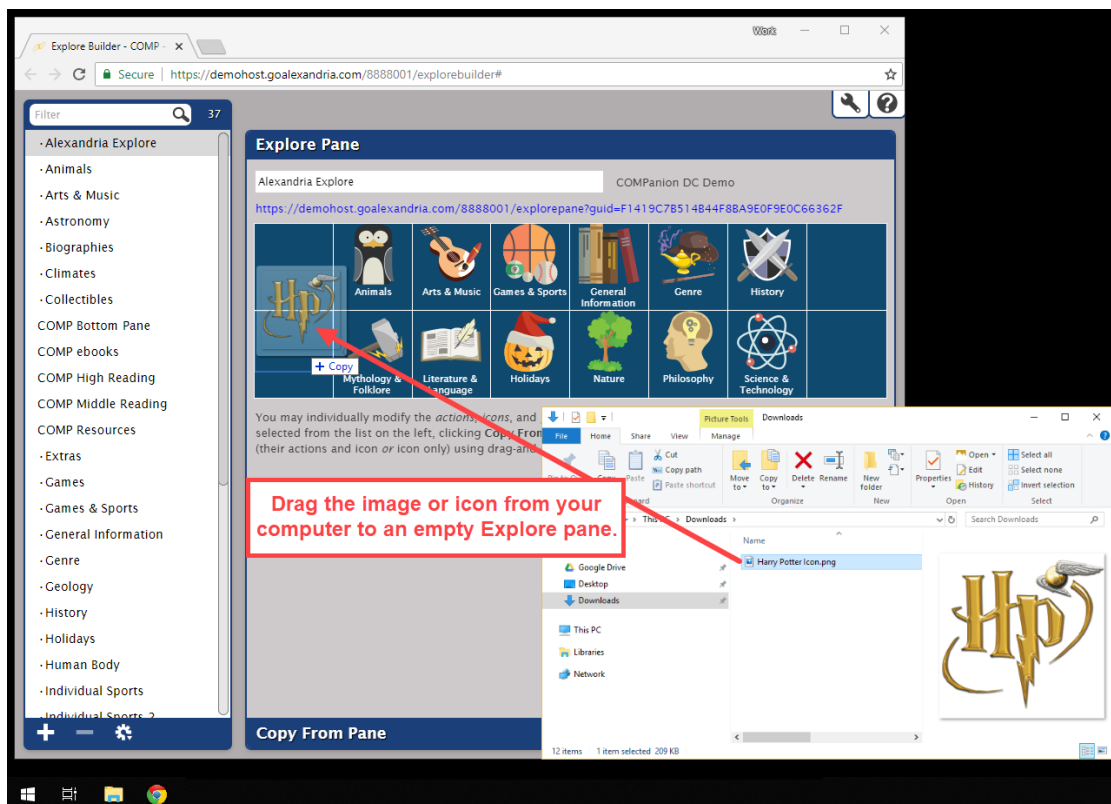 Work
Explore Builder - COMP -
Secure | https://demohost.goalexandria.com/8888001/explorebuilder#
Filter
37
·Alexandria Explore
·Animals
·Arts & Music
·Astronomy
·Biographies
·Climates
·Collectibles
COMP Bottom Pane
COMP ebooks
COMP High Reading
COMP Middle Reading
COMP Resources
·Extras
·Games
·Games & Sports
·General Information
·Genre
·Geology
·History
·Holidays
·Human Body
·Individual Sports
·Individual Sports 2
Explore Pane
Alexandria Explore
COMPanion DC Demo
https://demohost.goalexandria.com/8888001/explorepane?guid=F1419C7B514B44F8BA9E0F9E0C66362F
Animals
Arts & Music
Games & Sports
General
Information
Genre
History
Hp
+ Copy
Mythology &
Folklore
Literature &
Language
Holidays
Nature
Philosophy
Science &
Technology
You may individually modify the actions, icons, and
selected from the list on the left, clicking Copy From
(their actions and icon or icon only) using drag-and-
Drag the image or icon from your
computer to an empty Explore pane.
Copy From Pane
Picture Tools
Downloads
File
Home
Share
View
Manage
Cut
Copy path
Paste shortcut
Paste
Move
to
Copy
to
Delete
Rename
New
folder
Properties
Open
Edit
History
Select all
Select none
Invert selection
Organize
New
Open
Select
This PC > Downloads >
Search Downloads
Name
Harry Potter Icon.png
Google Drive
Desktop
Downloads
This PC
Libraries
Network
Hp
12 items
1 item selected 209 KB